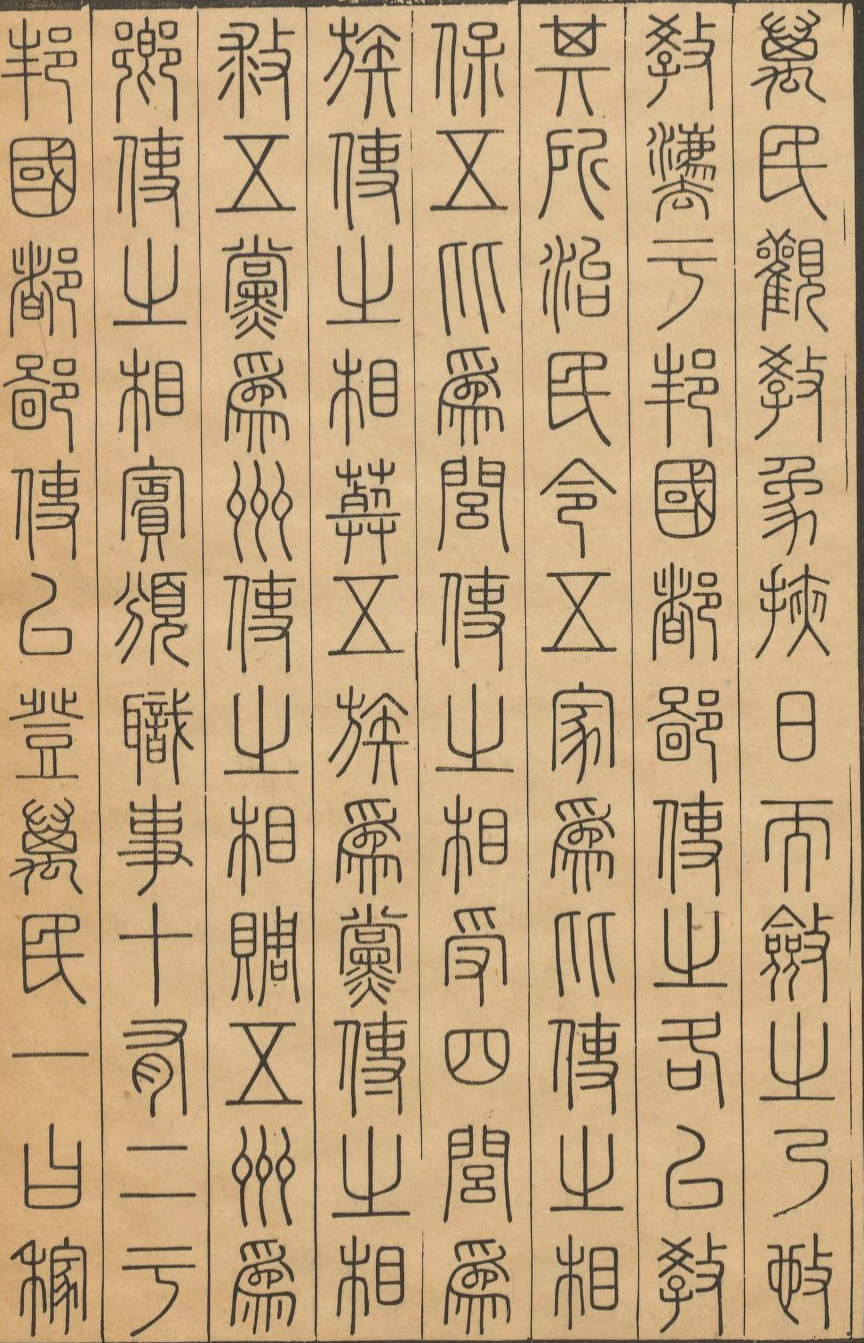 萬民觀教象挾日而斂之乃施
教灋于邦國都鄙使之各以教
其所治民令五家爲比使之相
保五比爲閭使之相受四閭爲
族使之相葬五族爲黨使之相
救五黨爲州使之相賙五州爲
鄉使之相賓頒職事十有二于
邦國都鄙使以登萬民一曰稼